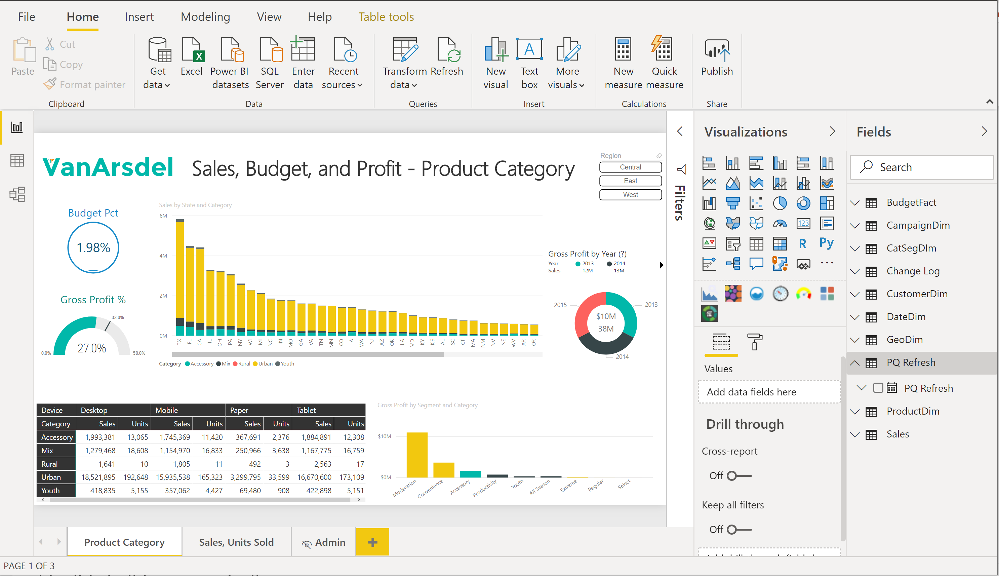 File Home Insert Modeling View Help Table tools
Paste
Cut
Copy
Format painter
Clipboard
Get data
Excel
Power BI datasets
SQL Server
Enter data
Recent sources
Data
Transform data
Refresh
Queries
New visual
Text box
More visuals
Insert
New measure
Quick measure
Calculations
Publish
Share
VanArsdel
Sales, Budget, and Profit - Product Category
Region
Central
East
West
Budget Pct
1.98%
Gross Profit %
33.0%
27.0%
0.0%
50.0%
Sales by State and Category
6M
4M
2M
0M
TX FL CA IL OH PA NY WI MI NC IN MO GA VA TN MN CO IA WA NJ AZ OK LA MD KY KS AL SC CT MA NM NV NE WV AR OR
Category Accessory Mix Rural Urban Youth
Gross Profit by Year (?)
Year 2013 2014
Sales 12M 13M
2015
2013
$10M
38M
2014
Device Desktop Mobile Paper Tablet
Category Sales Units Sales Units Sales Units Sales Units
Accessory 1,993,381 13,065 1,745,369 11,420 367,691 2,376 1,884,891 12,308
Mix 1,279,468 18,608 1,154,970 16,833 250,966 3,638 1,167,775 16,759
Rural 1,641 10 1,805 11 492 3 2,563 17
Urban 18,521,895 192,648 15,935,538 165,323 3,299,795 33,599 16,670,600 173,109
Youth 418,835 5,155 357,062 4,427 69,480 908 422,898 5,151
Gross Profit by Segment and Category
$10M
$0M
Moderation Convenience Accessory Productivity Youth All Season Extreme Regular Select
Filters
Visualizations
123
R
Py
Values
Add data fields here
Drill through
Cross-report
Off
Keep all filters
Off
Fields
Search
BudgetFact
CampaignDim
CatSegDIm
Change Log
CustomerDim
DateDim
GeoDim
PQ Refresh
PQ Refresh
ProductDim
Sales
Product Category
Sales, Units Sold
Admin
PAGE 1 OF 3